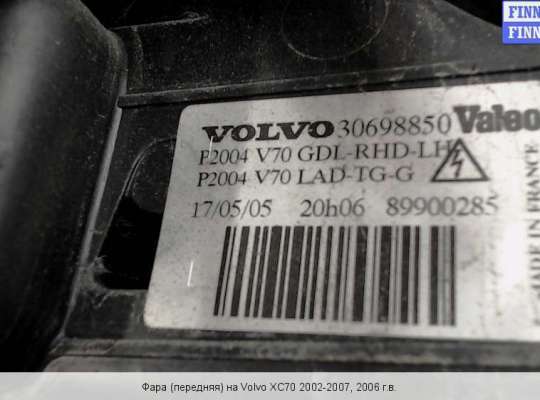 FINN
FINN
VOLVO 30698850 Valeo
P2004 V70 GDL-RHD-LH
P2004 V70 LAD-TG-G
17/05/05 20h06 89900285
MADE IN FRANCE
Фара (передняя) на Volvo XC70 2002-2007, 2006 г.в.